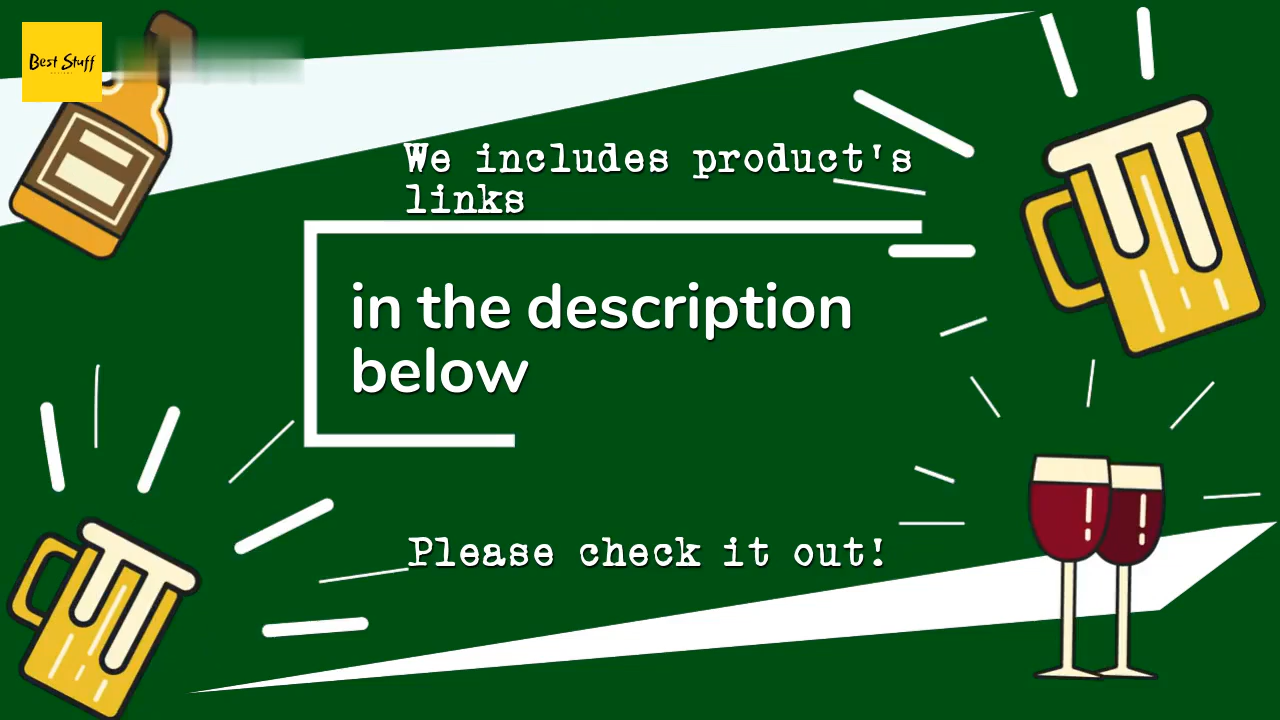 Best Stuff
We includes product's
links
in the description
below
Please check it out!